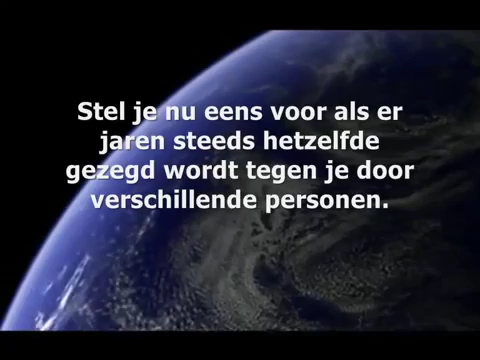 Stel je nu eens voor als er
jaren steeds hetzelfde
gezegd wordt tegen je door
verschillende personen.